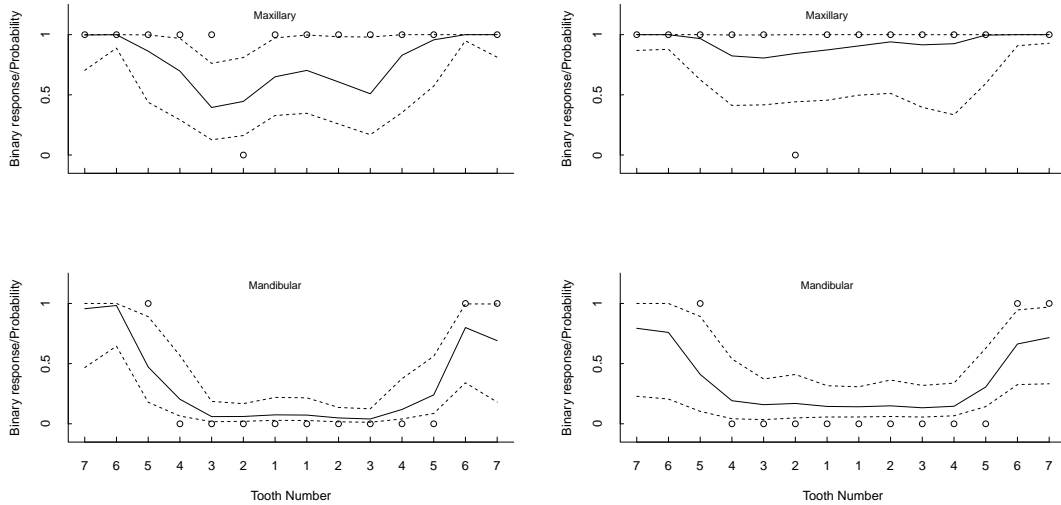 Maxillary
Binary response/Probability
1
0.5
0
Maxillary
Binary response/Probability
1
0.5
0
Mandibular
Binary response/Probability
1
0.5
0
7 6 5 4 3 2 1 1 2 3 4 5 6 7
Tooth Number
Mandibular
Binary response/Probability
1
0.5
0
7 6 5 4 3 2 1 1 2 3 4 5 6 7
Tooth Number